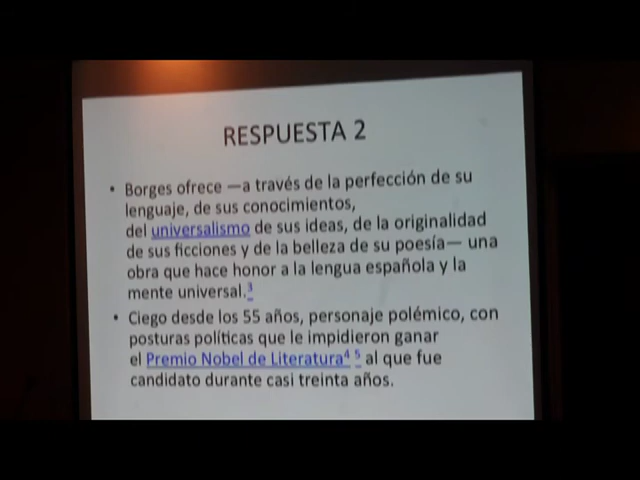 RESPUESTA 2
• Borges ofrece —a través de la perfección de su
lenguaje, de sus conocimientos,
del universalismo de sus ideas, de la originalidad
de sus ficciones y de la belleza de su poesía— una
obra que hace honor a la lengua española y la
mente universal.3
• Ciego desde los 55 años, personaje polémico, con
posturas políticas que le impidieron ganar
el Premio Nobel de Literatura4 5 al que fue
candidato durante casi treinta años.